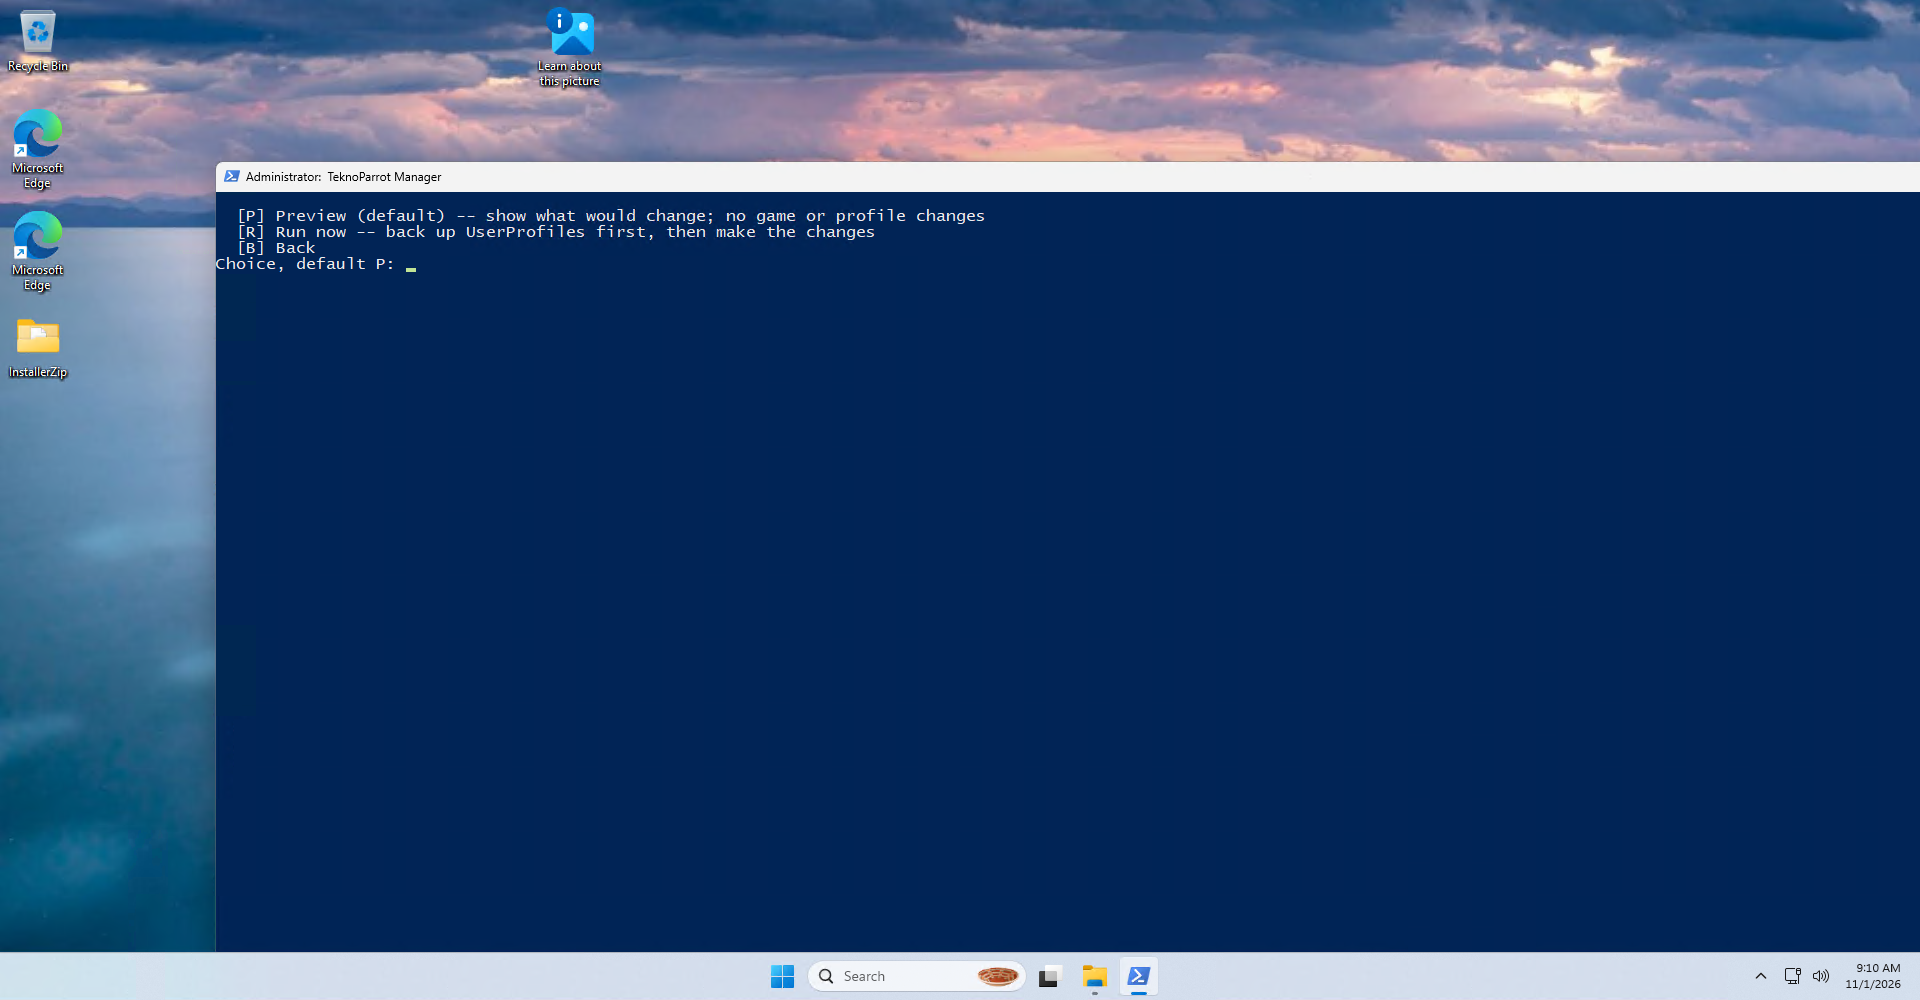 Recycle Bin
Learn about
this picture
Microsoft
Edge
Microsoft
Edge
InstallerZip
Administrator: TeknoParrot Manager
[P] Preview (default) -- show what would change; no game or profile changes
[R] Run now -- back up UserProfiles first, then make the changes
[B] Back
Choice, default P:
Search
9:10 AM
11/1/2026